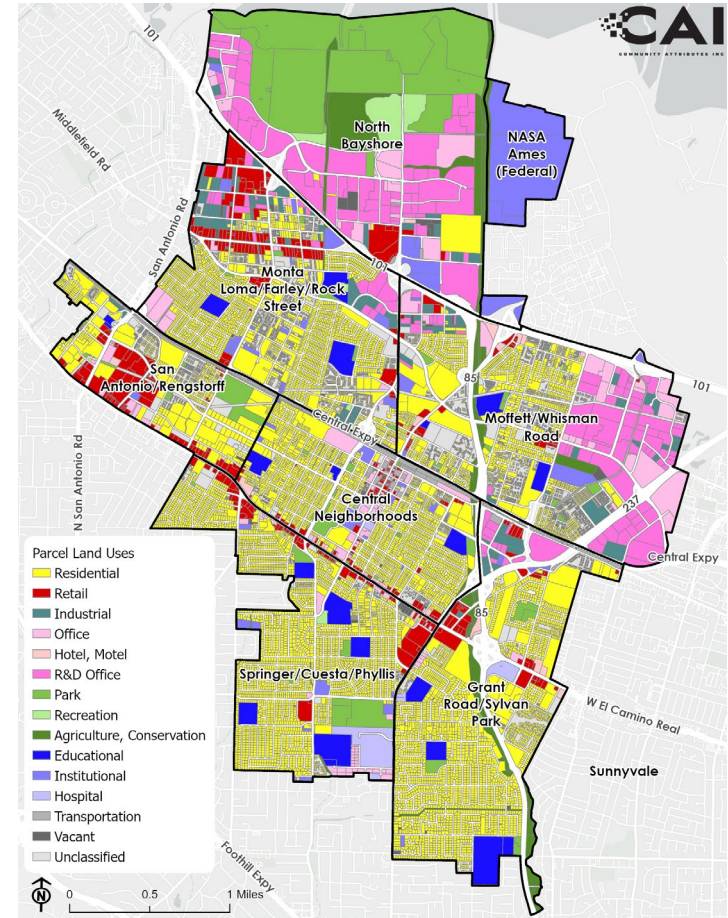 CAI
COMMUNITY ATTRIBUTES INC
101
Middlefield Rd
North
Bayshore
NASA
Ames
(Federal)
San Antonio Rd
101
Monta
Loma/Farley/Rock
Street
San
Antonio/Rengstorff
85
101
Moffett/Whisman
Road
Central Expy
N San Antonio Rd
Central
Neighborhoods
237
Central Expy
85
Springer/Cuesta/Phyllis
Grant
Road/Sylvan
Park
W El Camino Real
Sunnyvale
Foothill Expy
Parcel Land Uses
Residential
Retail
Industrial
Office
Hotel, Motel
R&D Office
Park
Recreation
Agriculture, Conservation
Educational
Institutional
Hospital
Transportation
Vacant
Unclassified
N
0 0.5 1 Miles